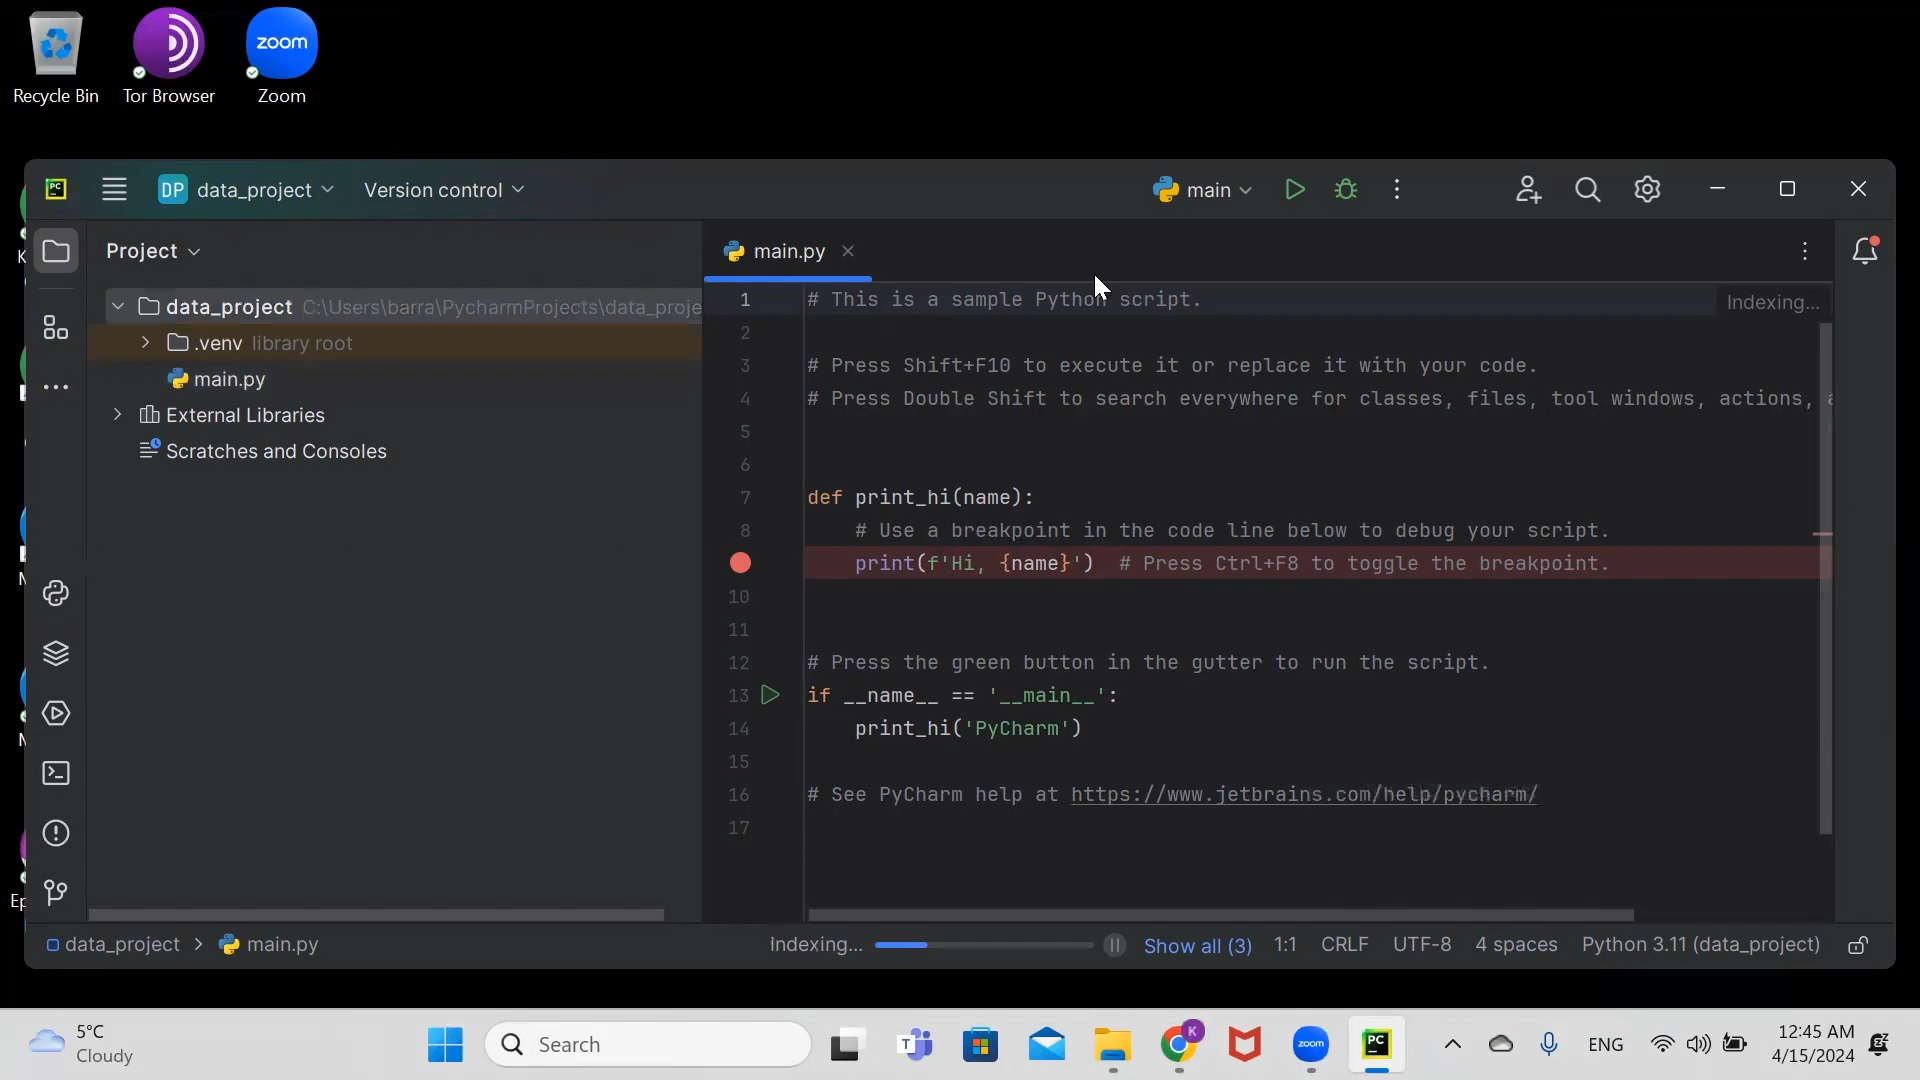 zoom
Recycle Bin
Tor Browser
Zoom
PC
DP
data_project
Version control
main
Project
main.py
data_project C:\Users\barra\PycharmProjects\data_proje
.venv library root
main.py
External Libraries
Scratches and Consoles
1 # This is a sample Python script.
Indexing...
2
3 # Press Shift+F10 to execute it or replace it with your code.
4 # Press Double Shift to search everywhere for classes, files, tool windows, actions,
5
6
7 def print_hi(name):
8 # Use a breakpoint in the code line below to debug your script.
print(f'Hi, {name}') # Press Ctrl+F8 to toggle the breakpoint.
10
11
12 # Press the green button in the gutter to run the script.
13 if __name__ == '__main__':
14 print_hi('PyCharm')
15
16 # See PyCharm help at https://www.jetbrains.com/help/pycharm/
17
K
M
M
Ep
data_project > main.py
Indexing...
Show all (3)
1:1
CRLF
UTF-8
4 spaces
Python 3.11 (data_project)
5°C
Cloudy
Search
T
K
zoom
PC
ENG
12:45 AM
4/15/2024